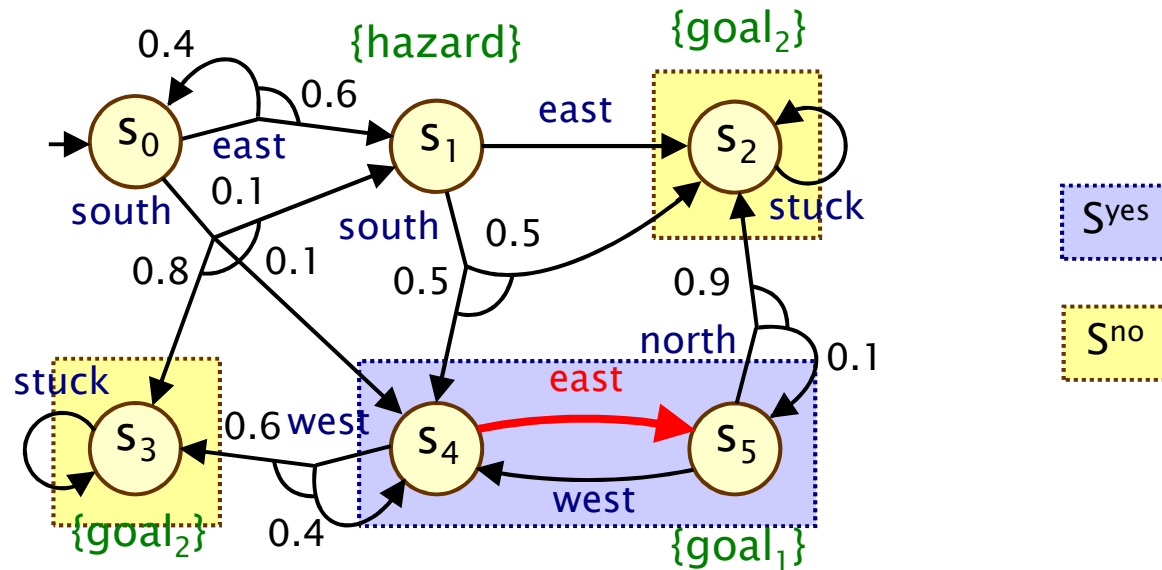 {goal₂}
{hazard}
0.4
0.6
s₀
s₁
east
s₂
east
0.1
south
south
0.5
stuck
Sʸᵉˢ
0.8
0.1
0.5
0.9
north
0.1
Sⁿᵒ
stuck
east
0.6
west
s₃
s₄
s₅
west
0.4
{goal₂}
{goal₁}